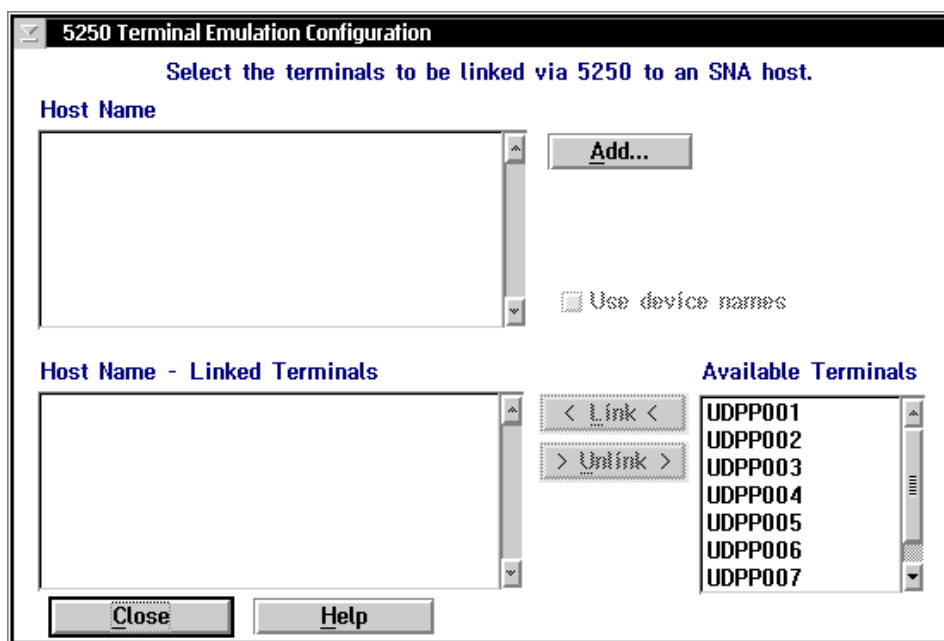 5250 Terminal Emulation Configuration
Select the terminals to be linked via 5250 to an SNA host.
Host Name
Add...
Use device names
Host Name - Linked Terminals
Available Terminals
< Link <
> Unlink >
UDPP001
UDPP002
UDPP003
UDPP004
UDPP005
UDPP006
UDPP007
Close
Help